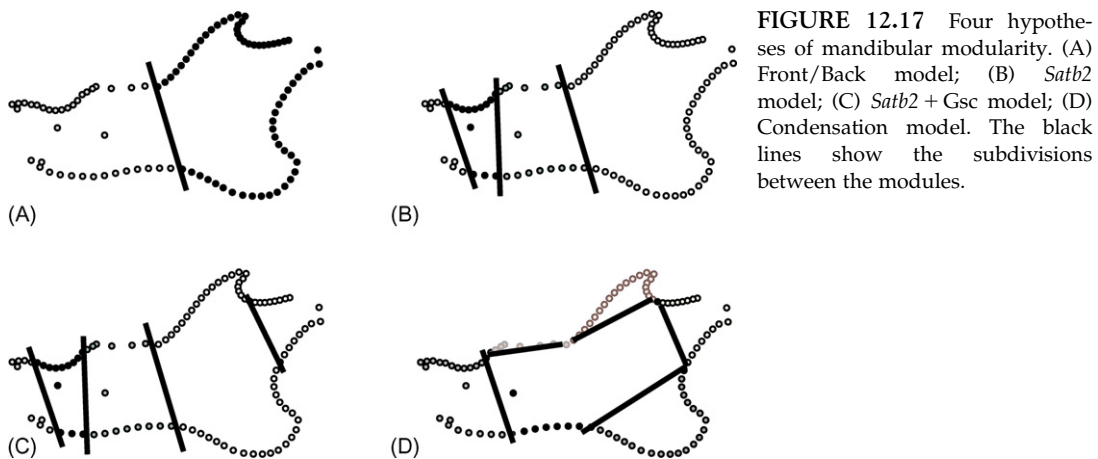 FIGURE 12.17 Four hypothe-
ses of mandibular modularity. (A)
Front/Back model; (B) Satb2
model; (C) Satb2 + Gsc model; (D)
Condensation model. The black
lines show the subdivisions
between the modules.
(A)
(B)
(C)
(D)